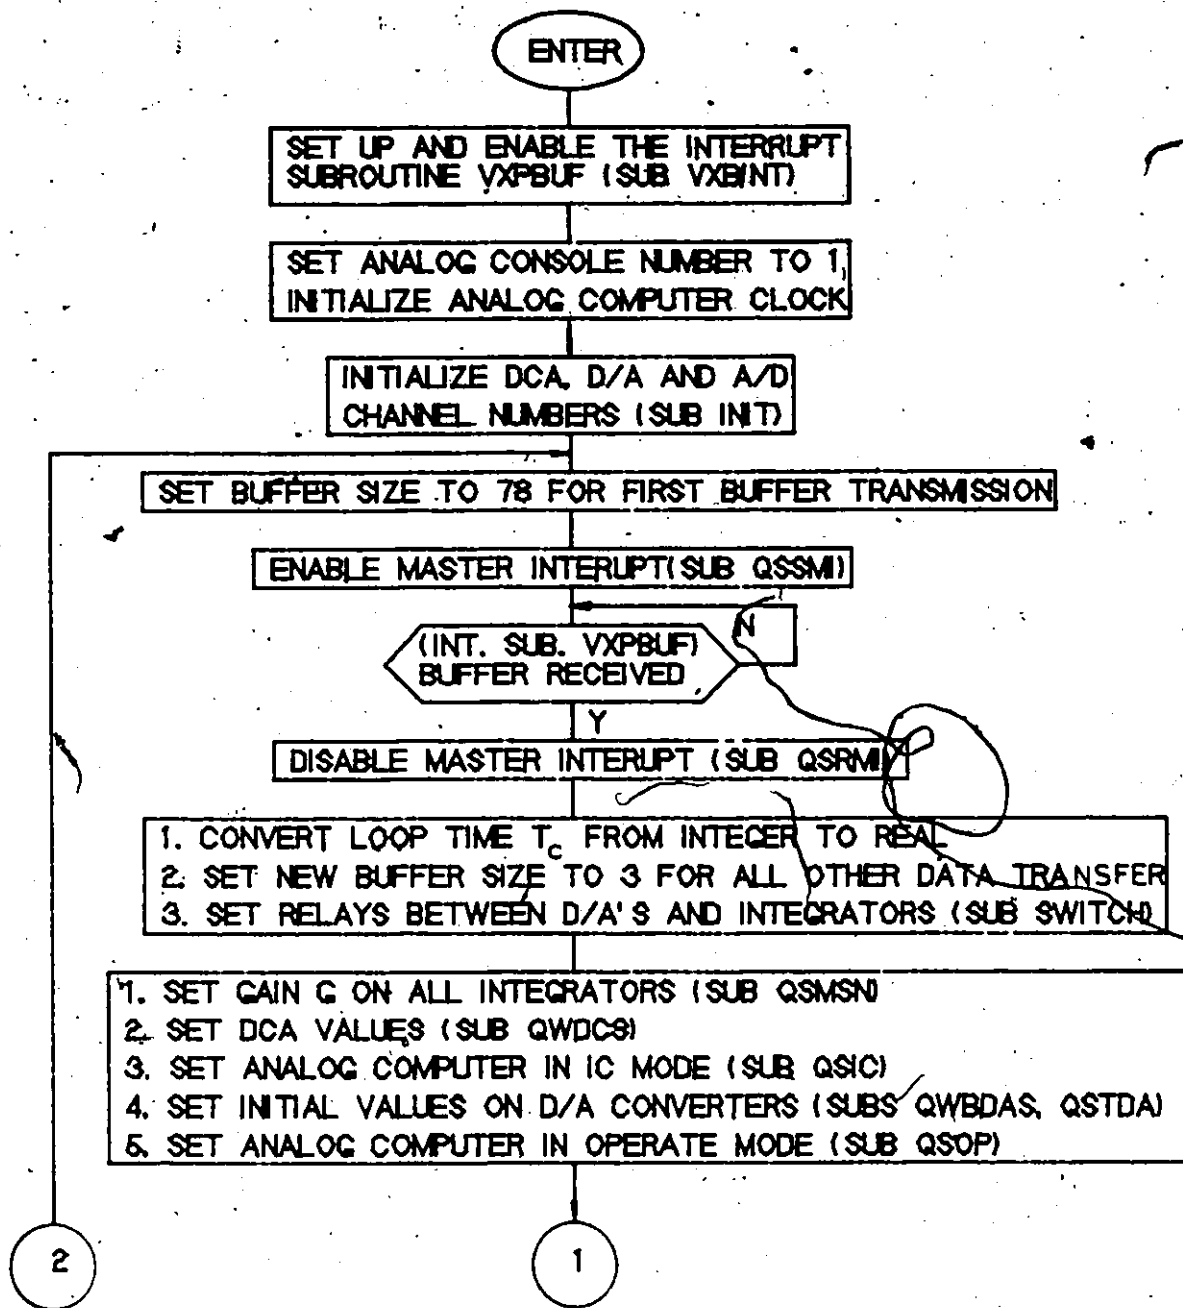 ENTER
SET UP AND ENABLE THE INTERRUPT
SUBROUTINE VXPBUF (SUB VXBINT)
SET ANALOG CONSOLE NUMBER TO 1,
INITIALIZE ANALOG COMPUTER CLOCK
INITIALIZE DCA, D/A AND A/D
CHANNEL NUMBERS (SUB INIT)
SET BUFFER SIZE TO 78 FOR FIRST BUFFER TRANSMISSION
ENABLE MASTER INTERUPT(SUB QSSMI)
N
(INT. SUB. VXPBUF)
BUFFER RECEIVED
Y
DISABLE MASTER INTERUPT (SUB QSRMI)
1. CONVERT LOOP TIME Tc FROM INTEGER TO REAL
2. SET NEW BUFFER SIZE TO 3 FOR ALL OTHER DATA TRANSFER
3. SET RELAYS BETWEEN D/A'S AND INTEGRATORS (SUB SWITCH)
1. SET GAIN G ON ALL INTEGRATORS (SUB QSMSN)
2. SET DCA VALUES (SUB QWDCS)
3. SET ANALOG COMPUTER IN IC MODE (SUB QSIC)
4. SET INITIAL VALUES ON D/A CONVERTERS (SUBS QWBDAS, QSTDA)
5. SET ANALOG COMPUTER IN OPERATE MODE (SUB QSOP)
2
1